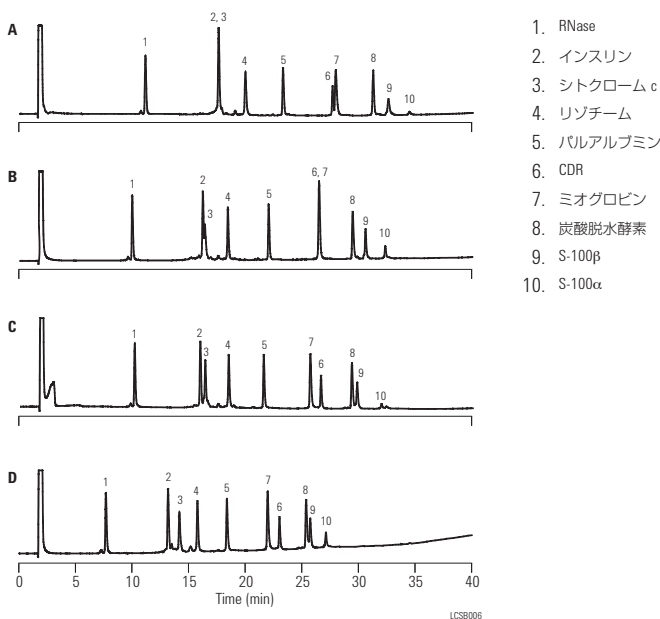 A
1
2, 3
4
5
6
7
8
9
10
B
1
2
3
4
5
6, 7
8
9
10
C
1
2
3
4
5
7
6
8
9
10
D
1
2
3
4
5
7
6
8
9
10
0 5 10 15 20 25 30 35 40
Time (min)
LCSB006
1. RNase
2. インスリン
3. シトクローム c
4. リゾチーム
5. パルアルブミン
6. CDR
7. ミオグロビン
8. 炭酸脱水酵素
9. S-100β
10. S-100α